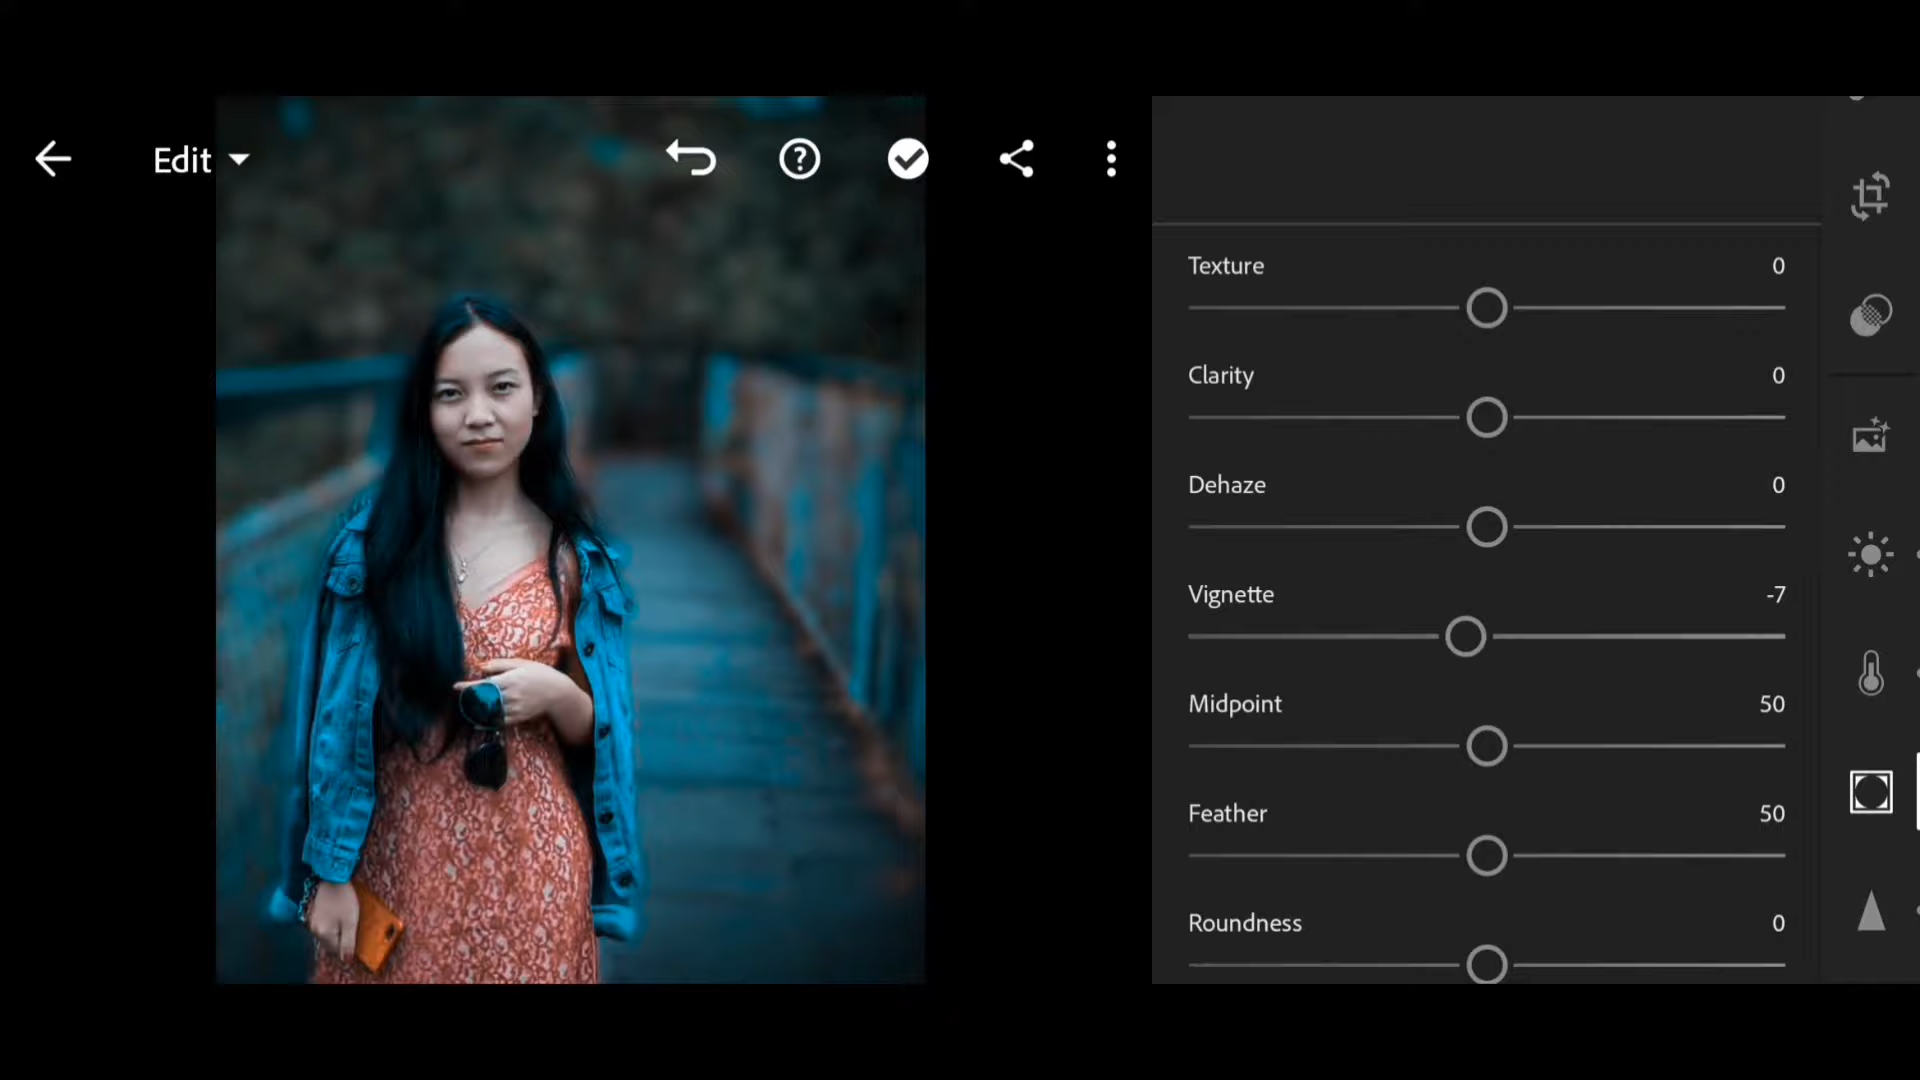 Edit
Texture 0
Clarity 0
Dehaze 0
Vignette -7
Midpoint 50
Feather 50
Roundness 0